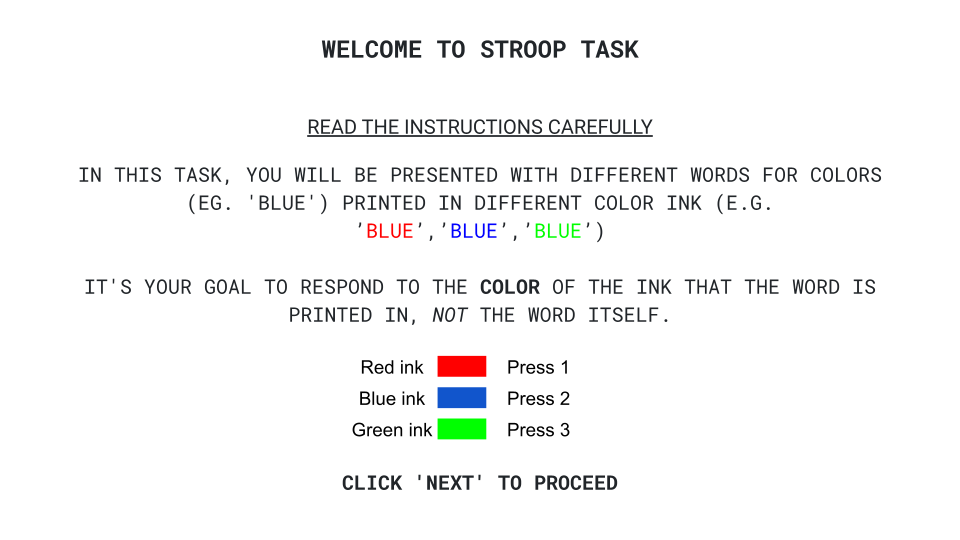 WELCOME TO STROOP TASK
READ THE INSTRUCTIONS CAREFULLY
IN THIS TASK, YOU WILL BE PRESENTED WITH DIFFERENT WORDS FOR COLORS
(EG. 'BLUE') PRINTED IN DIFFERENT COLOR INK (E.G.
’BLUE’,’BLUE’,’BLUE’)
IT'S YOUR GOAL TO RESPOND TO THE COLOR OF THE INK THAT THE WORD IS
PRINTED IN, NOT THE WORD ITSELF.
Red ink Press 1
Blue ink Press 2
Green ink Press 3
CLICK 'NEXT' TO PROCEED